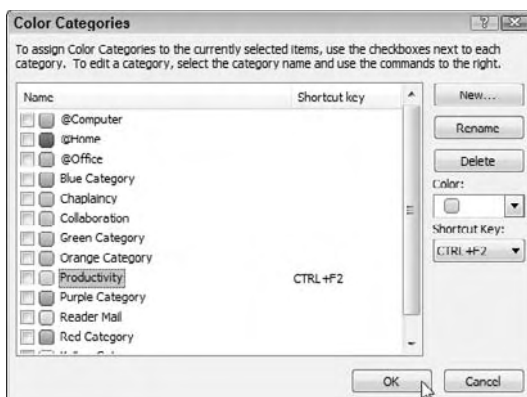 Color Categories
To assign Color Categories to the currently selected items, use the checkboxes next to each
category. To edit a category, select the category name and use the commands to the right.
Name Shortcut key
@Computer
@Home
@Office
Blue Category
Chaplaincy
Collaboration
Green Category
Orange Category
Productivity CTRL+F2
Purple Category
Reader Mail
Red Category
New...
Rename
Delete
Color:
Shortcut Key:
CTRL+F2
OK Cancel